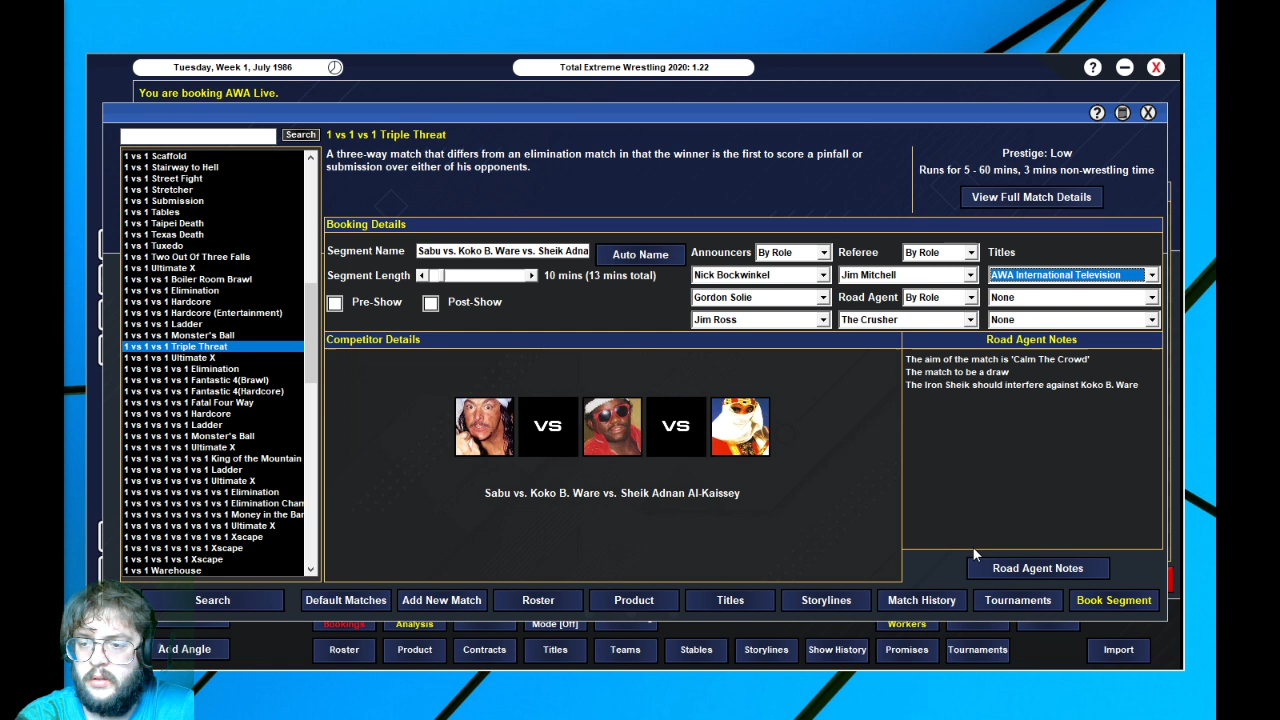 Tuesday, Week 1, July 1986
Total Extreme Wrestling 2020: 1.22
?
X
You are booking AWA Live.
?
X
Search
1 vs 1 vs 1 Triple Threat
A three-way match that differs from an elimination match in that the winner is the first to score a pinfall or
submission over either of his opponents.
Prestige: Low
Runs for 5 - 60 mins, 3 mins non-wrestling time
View Full Match Details
1 vs 1 Scaffold
1 vs 1 Stairway to Hell
1 vs 1 Street Fight
1 vs 1 Stretcher
1 vs 1 Submission
1 vs 1 Tables
1 vs 1 Taipei Death
1 vs 1 Texas Death
1 vs 1 Tuxedo
1 vs 1 Two Out Of Three Falls
1 vs 1 Ultimate X
1 vs 1 vs 1 Boiler Room Brawl
1 vs 1 vs 1 Elimination
1 vs 1 vs 1 Hardcore
1 vs 1 vs 1 Hardcore (Entertainment)
1 vs 1 vs 1 Ladder
1 vs 1 vs 1 Monster's Ball
1 vs 1 vs 1 Triple Threat
1 vs 1 vs 1 Ultimate X
1 vs 1 vs 1 vs 1 Elimination
1 vs 1 vs 1 vs 1 Fantastic 4(Brawl)
1 vs 1 vs 1 vs 1 Fantastic 4(Hardcore)
1 vs 1 vs 1 vs 1 Fatal Four Way
1 vs 1 vs 1 vs 1 Hardcore
1 vs 1 vs 1 vs 1 Ladder
1 vs 1 vs 1 vs 1 Monster's Ball
1 vs 1 vs 1 vs 1 Ultimate X
1 vs 1 vs 1 vs 1 vs 1 King of the Mountain
1 vs 1 vs 1 vs 1 vs 1 Ladder
1 vs 1 vs 1 vs 1 vs 1 Ultimate X
1 vs 1 vs 1 vs 1 vs 1 vs 1 Elimination
1 vs 1 vs 1 vs 1 vs 1 vs 1 Elimination Cham
1 vs 1 vs 1 vs 1 vs 1 vs 1 Money in the Ban
1 vs 1 vs 1 vs 1 vs 1 vs 1 Ultimate X
1 vs 1 vs 1 vs 1 vs 1 vs 1 Xscape
1 vs 1 vs 1 vs 1 vs 1 Xscape
1 vs 1 vs 1 vs 1 Xscape
1 vs 1 Warehouse
Booking Details
Segment Name
Sabu vs. Koko B. Ware vs. Sheik Adna
Auto Name
Segment Length
10 mins (13 mins total)
Pre-Show
Post-Show
Announcers
By Role
Nick Bockwinkel
Gordon Solie
Jim Ross
Referee
By Role
Jim Mitchell
Road Agent
By Role
The Crusher
Titles
AWA International Television
None
None
Competitor Details
VS
VS
Sabu vs. Koko B. Ware vs. Sheik Adnan Al-Kaissey
Road Agent Notes
The aim of the match is 'Calm The Crowd'
The match to be a draw
The Iron Sheik should interfere against Koko B. Ware
Road Agent Notes
Search
Default Matches
Add New Match
Roster
Product
Titles
Storylines
Match History
Tournaments
Book Segment
Bookings
Analysis
Mode [Off]
Workers
Add Angle
Roster
Product
Contracts
Titles
Teams
Stables
Storylines
Show History
Promises
Tournaments
Import